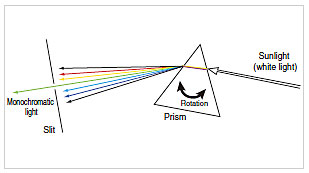 Sunlight
(white light)
Monochromatic
light
Rotation
Prism
Slit